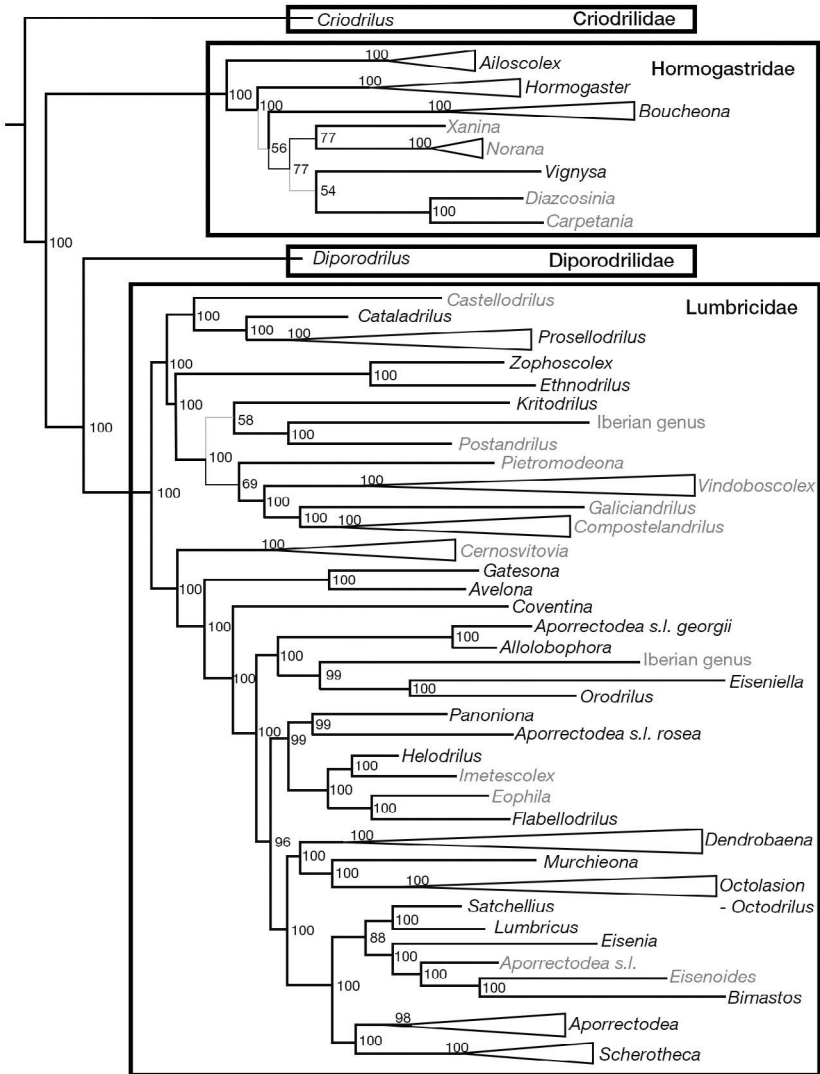 Criodrilus
Criodrilidae
Hormogastridae
100
Ailoscolex
100
100
Hormogaster
100
100
Boucheona
Xanina
56
77
100
Norana
77
Vignysa
54
Diazcosinia
100
Carpetania
100
Diporodrilus
Diporodrilidae
Lumbricidae
Castellodrilus
100
Cataladrilus
100
100
Prosellodrilus
100
Zophoscolex
100
Ethnodrilus
100
Kritodrilus
58
Iberian genus
100
Postandrilus
100
Pietromodeona
69
100
Vindoboscolex
100
Galiciandrilus
100
100
Compostelandrilus
100
100
100
Cernosvitovia
Gatesona
100
Avelona
100
Coventina
100
Aporrectodea s.l. georgii
100
Allolobophora
100
Iberian genus
99
Eiseniella
100
Orodrilus
100
Panoniona
99
Aporrectodea s.l. rosea
100
99
Helodrilus
100
Imetescolex
100
Eophila
100
Flabellodrilus
96
100
Dendrobaena
100
Murchieona
100
100
Octolasion
- Octodrilus
Satchellius
100
Lumbricus
100
88
Eisenia
100
Aporrectodea s.l.
100
Eisenoides
100
Bimastos
100
98
Aporrectodea
100
100
Scherotheca